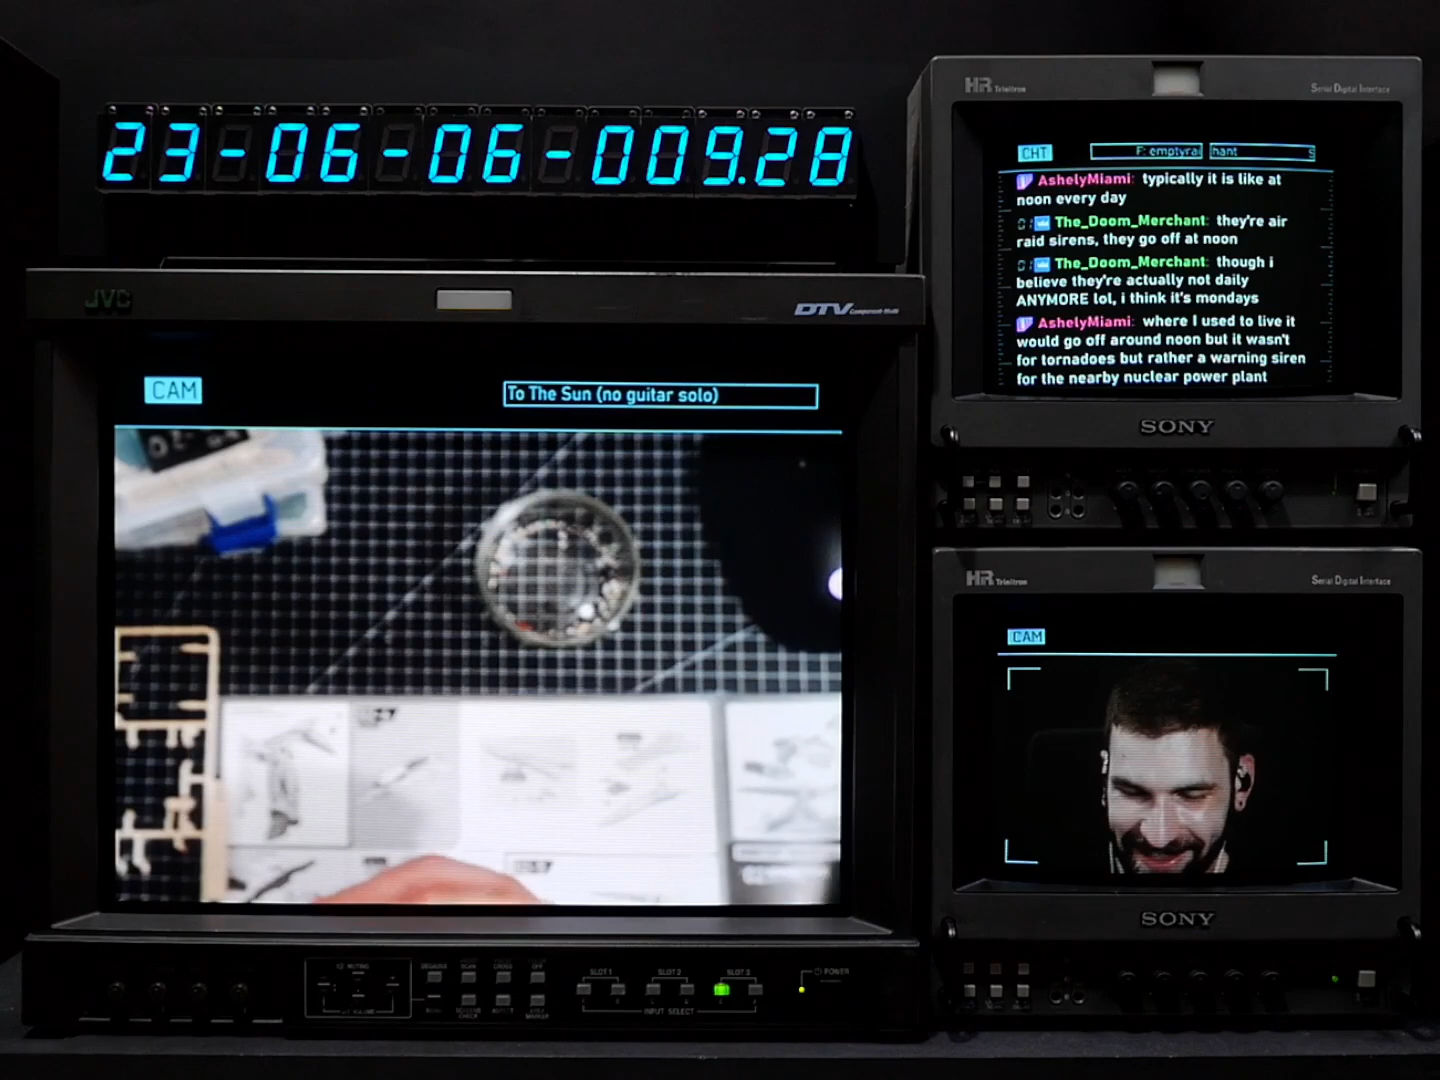 23-06-06-009.28
JVC
DTV
CAM
To The Sun (no guitar solo)
SLOT 1
SLOT 2
SLOT 3
INPUT SELECT
POWER
HR Trinitron
Serial Digital Interface
CHT
F: emptyra
hant
S
AshelyMiami: typically it is like at
noon every day
The_Doom_Merchant: they're air
raid sirens, they go off at noon
The_Doom_Merchant: though i
believe they're actually not daily
ANYMORE lol, i think it's mondays
AshelyMiami: where I used to live it
would go off around noon but it wasn't
for tornadoes but rather a warning siren
for the nearby nuclear power plant
SONY
HR Trinitron
Serial Digital Interface
CAM
SONY